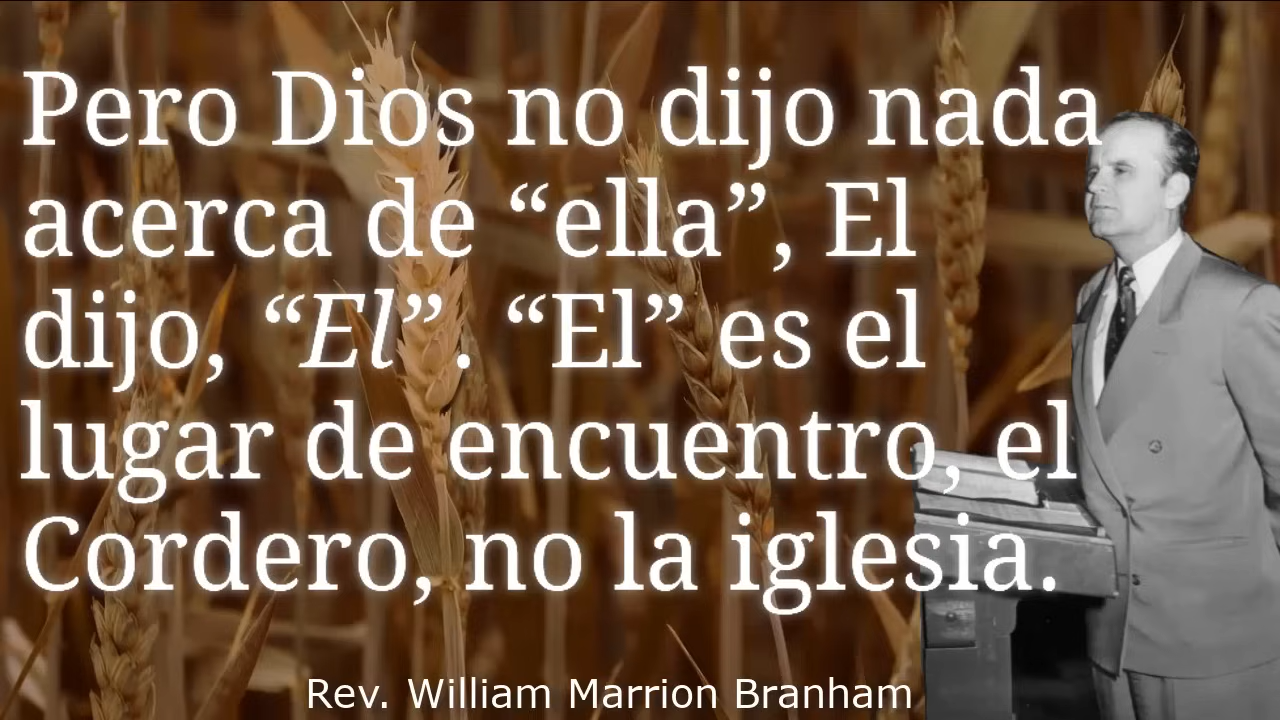 Pero Dios no dijo nada
acerca de “ella”, El
dijo, “El”. “El” es el
lugar de encuentro, el
Cordero, no la iglesia.
Rev. William Marrion Branham